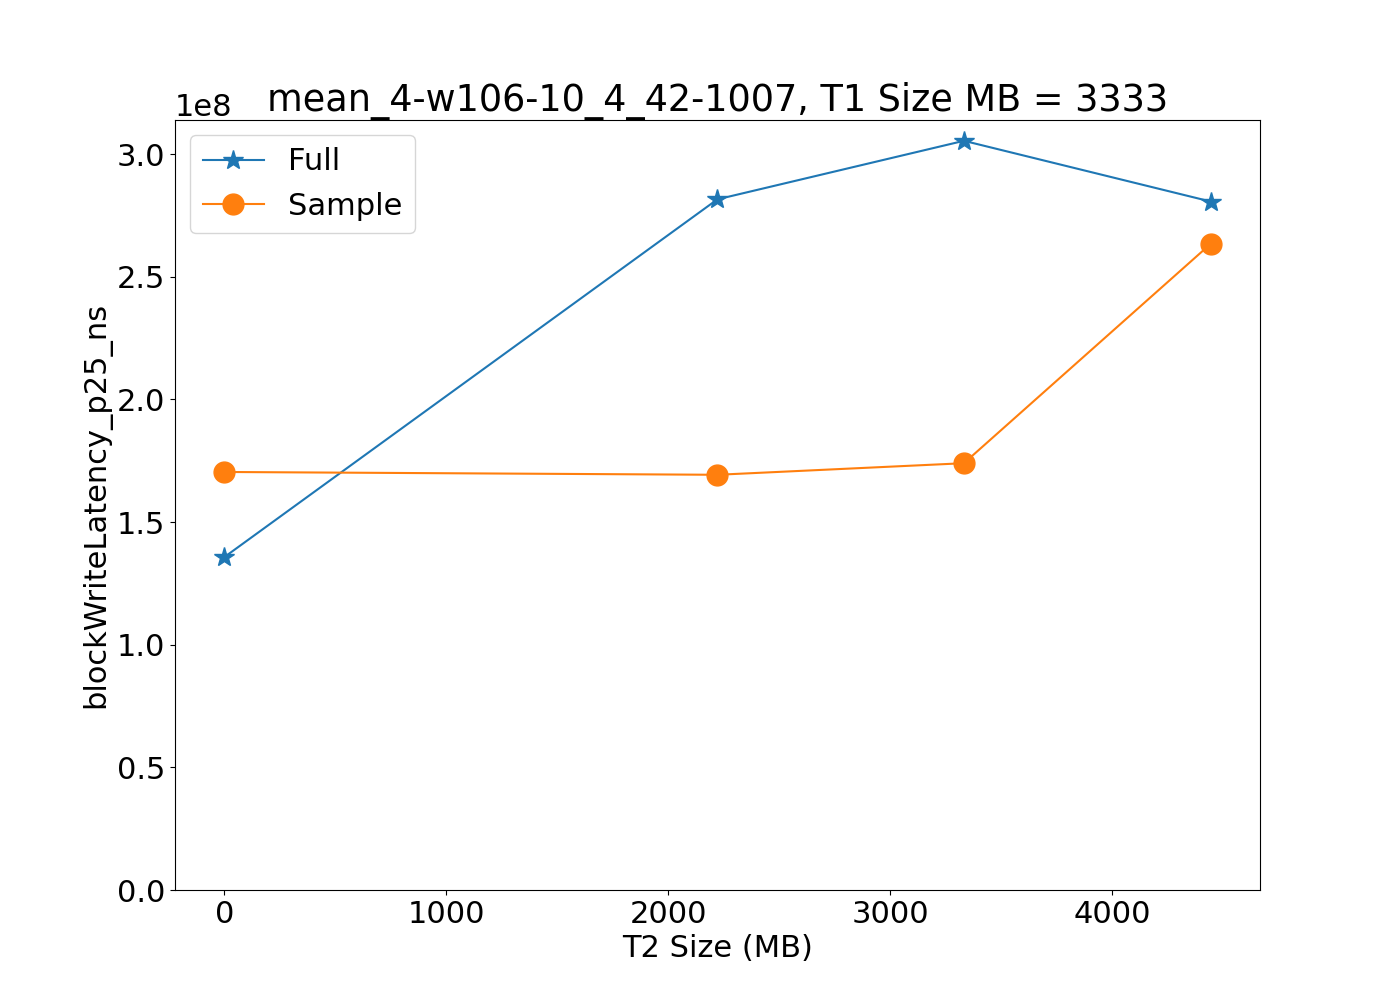 mean_4-w106-10_4_42-1007, T1 Size MB = 3333
1e8
Full
Sample
3.0
2.5
2.0
1.5
1.0
0.5
0.0
blockWriteLatency_p25_ns
0 1000 2000 3000 4000
T2 Size (MB)